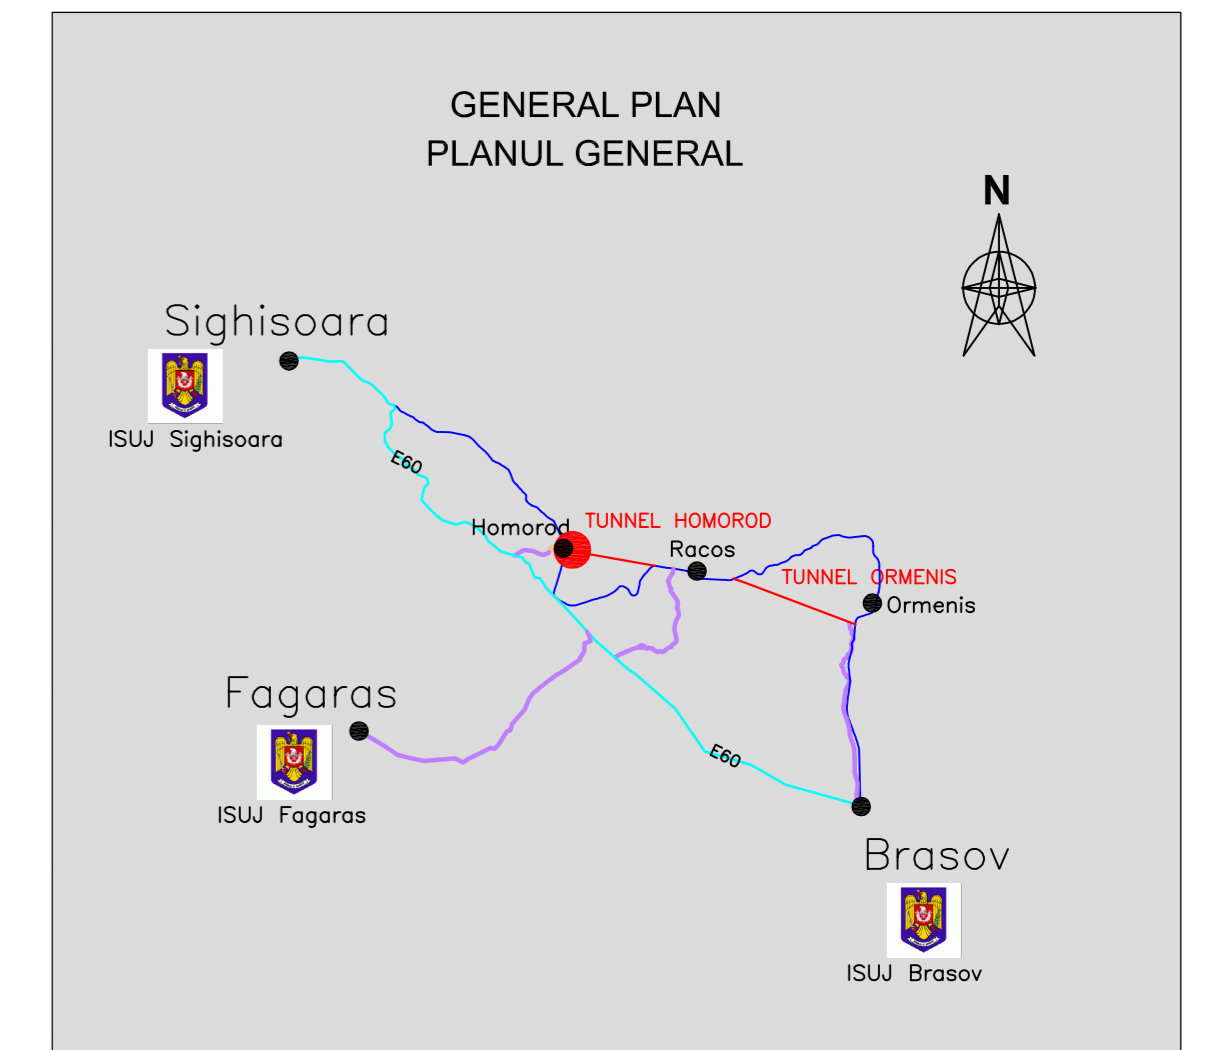 GENERAL PLAN
PLANUL GENERAL
N
Sighisoara
ISUJ Sighisoara
E60
Homorod
TUNNEL HOMOROD
Racos
TUNNEL ORMENIS
Ormenis
Fagaras
ISUJ Fagaras
E60
Brasov
ISUJ Brasov